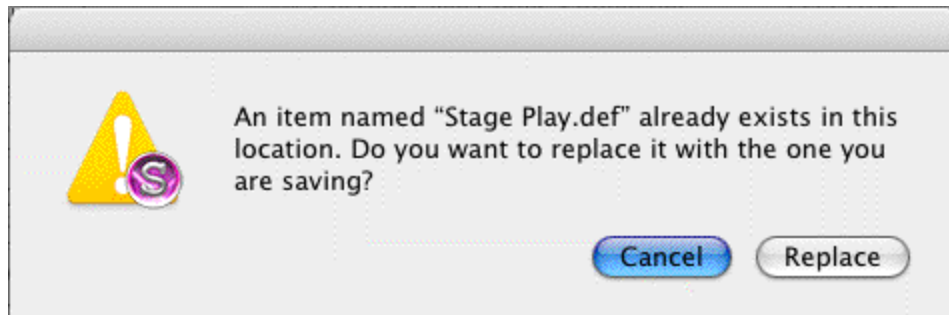 An item named “Stage Play.def” already exists in this
location. Do you want to replace it with the one you
are saving?
Cancel Replace
S